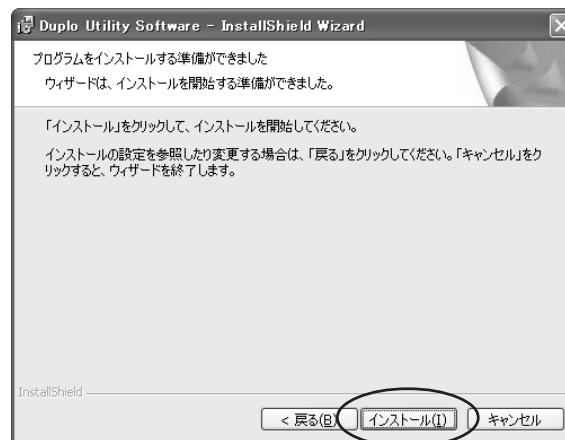 Duplo Utility Software - InstallShield Wizard
プログラムをインストールする準備ができました
ウィザードは、インストールを開始する準備ができました。
「インストール」をクリックして、インストールを開始してください。
インストールの設定を参照したり変更する場合は、「戻る」をクリックしてください。「キャンセル」をク
リックすると、ウィザードを終了します。
InstallShield
< 戻る(B) インストール(I) キャンセル